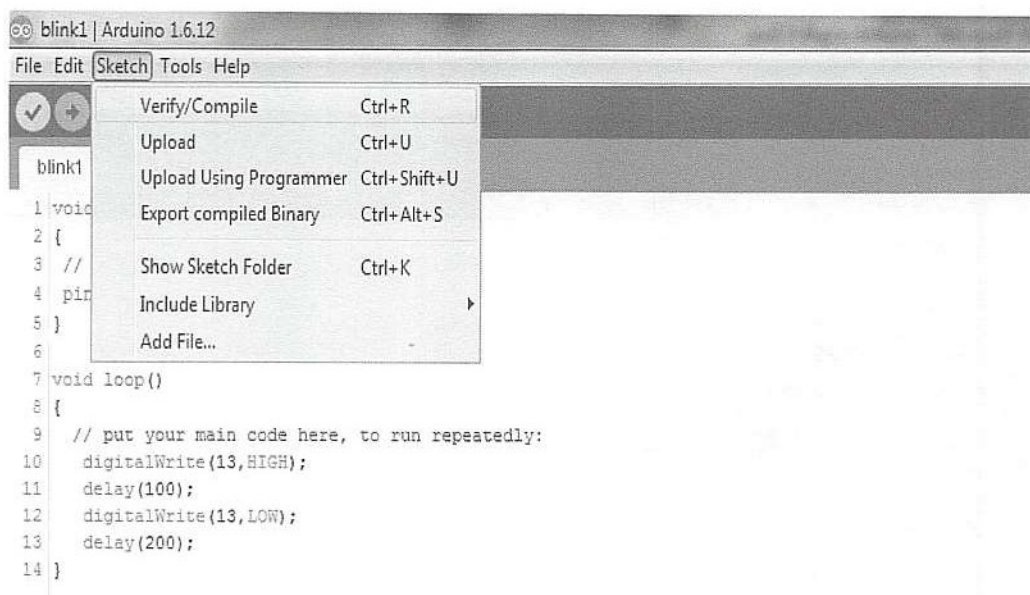 blink1 | Arduino 1.6.12
File Edit Sketch Tools Help
Verify/Compile Ctrl+R
Upload Ctrl+U
blink1
Upload Using Programmer Ctrl+Shift+U
1 void
Export compiled Binary Ctrl+Alt+S
2 {
3 //
Show Sketch Folder Ctrl+K
4 pin
Include Library
5 }
Add File...
6
7 void loop()
8 {
9 // put your main code here, to run repeatedly:
10 digitalWrite(13,HIGH);
11 delay(100);
12 digitalWrite(13,LOW);
13 delay(200);
14 }